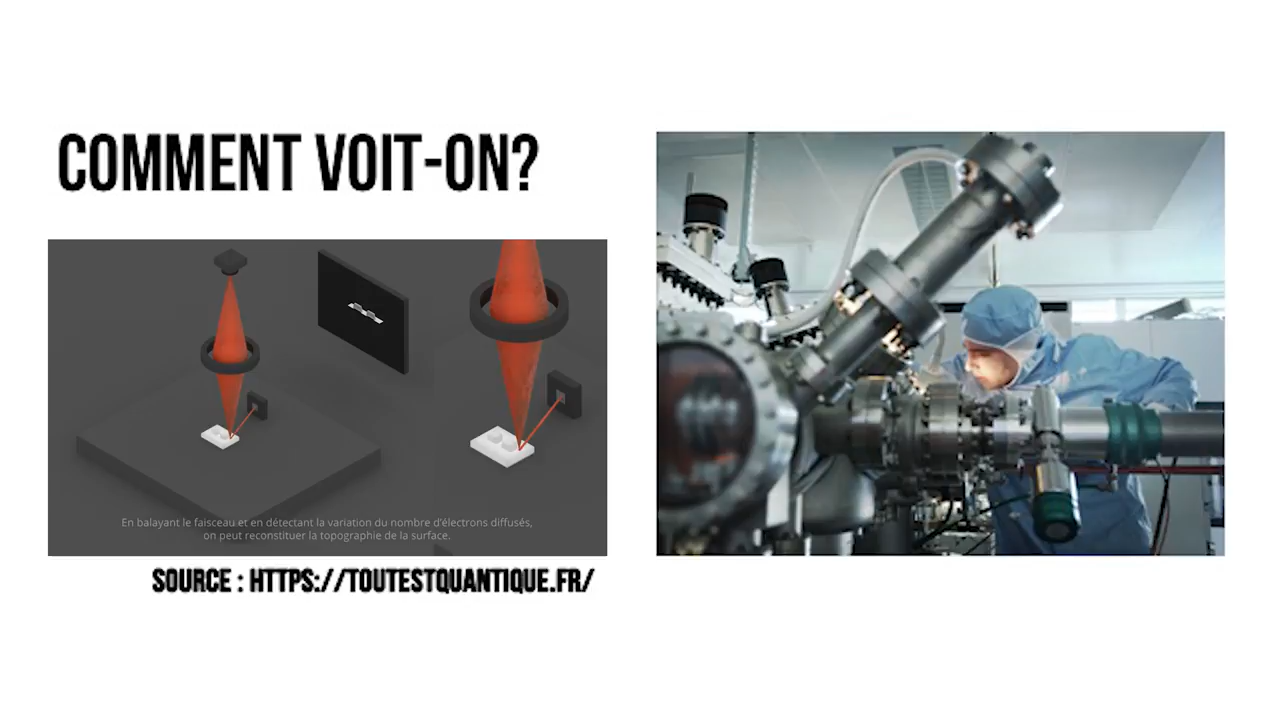 COMMENT VOIT-ON?
En balayant le faisceau et en détectant la variation du nombre d'électrons diffusés,
on peut reconstituer la topographie de la surface.
SOURCE : HTTPS://TOUTESTQUANTIQUE.FR/